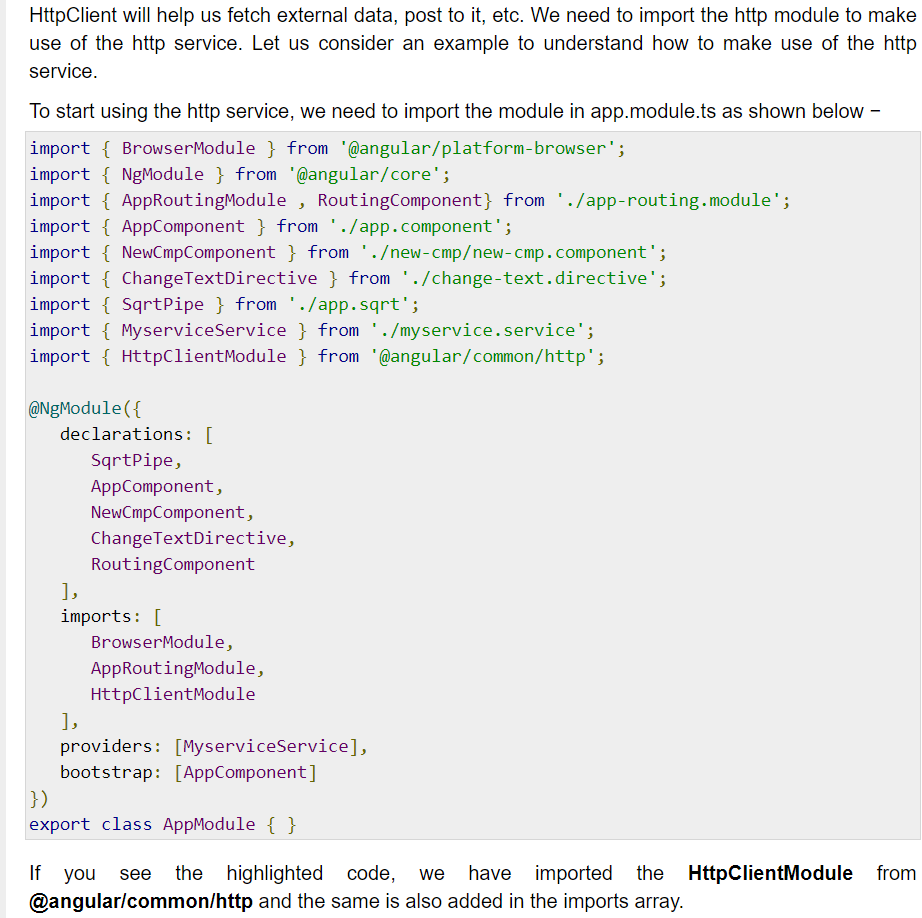 HttpClient will help us fetch external data, post to it, etc. We need to import the http module to make
use of the http service. Let us consider an example to understand how to make use of the http
service.
To start using the http service, we need to import the module in app.module.ts as shown below −
import { BrowserModule } from '@angular/platform-browser';
import { NgModule } from '@angular/core';
import { AppRoutingModule , RoutingComponent} from './app-routing.module';
import { AppComponent } from './app.component';
import { NewCmpComponent } from './new-cmp/new-cmp.component';
import { ChangeTextDirective } from './change-text.directive';
import { SqrtPipe } from './app.sqrt';
import { MyserviceService } from './myservice.service';
import { HttpClientModule } from '@angular/common/http';
@NgModule({
   declarations: [
      SqrtPipe,
      AppComponent,
      NewCmpComponent,
      ChangeTextDirective,
      RoutingComponent
   ],
   imports: [
      BrowserModule,
      AppRoutingModule,
      HttpClientModule
   ],
   providers: [MyserviceService],
   bootstrap: [AppComponent]
})
export class AppModule { }
If you see the highlighted code, we have imported the HttpClientModule from
@angular/common/http and the same is also added in the imports array.